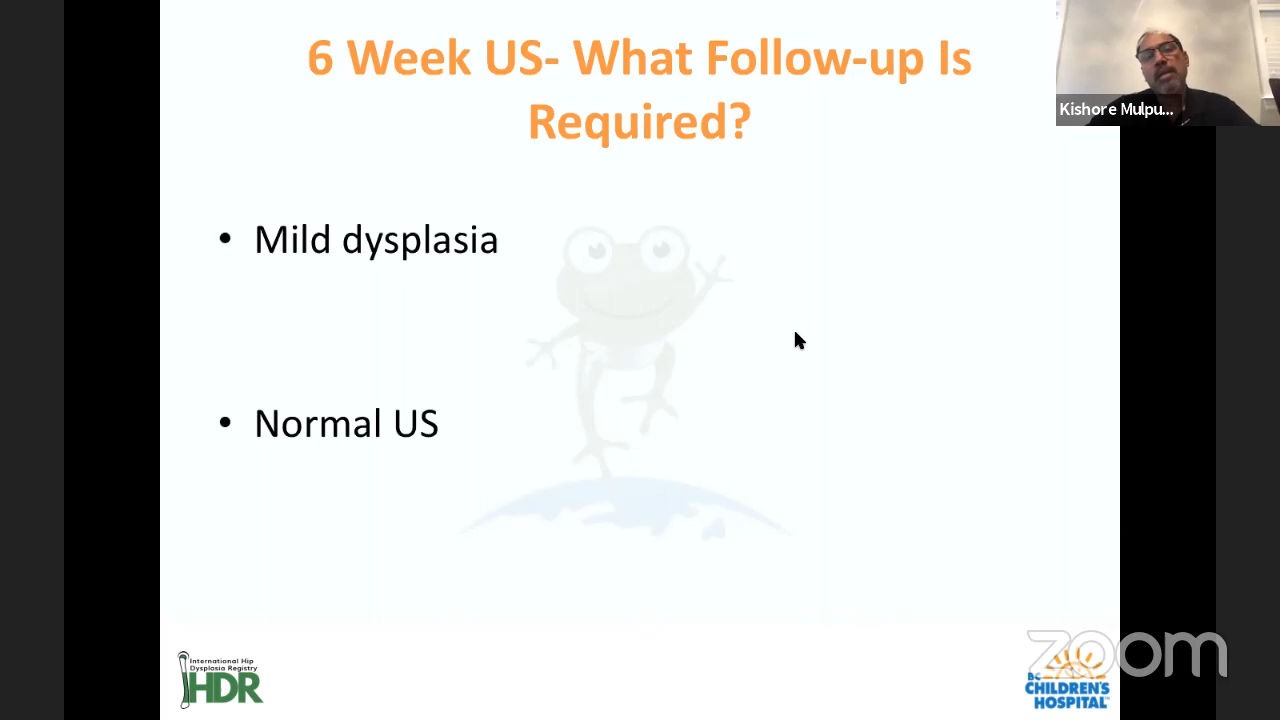 6 Week US- What Follow-up Is
Required?
Kishore Mulpu...
• Mild dysplasia
• Normal US
International Hip
Dysplasia Registry
IHDR
zoom
BC
CHILDREN'S
HOSPITAL